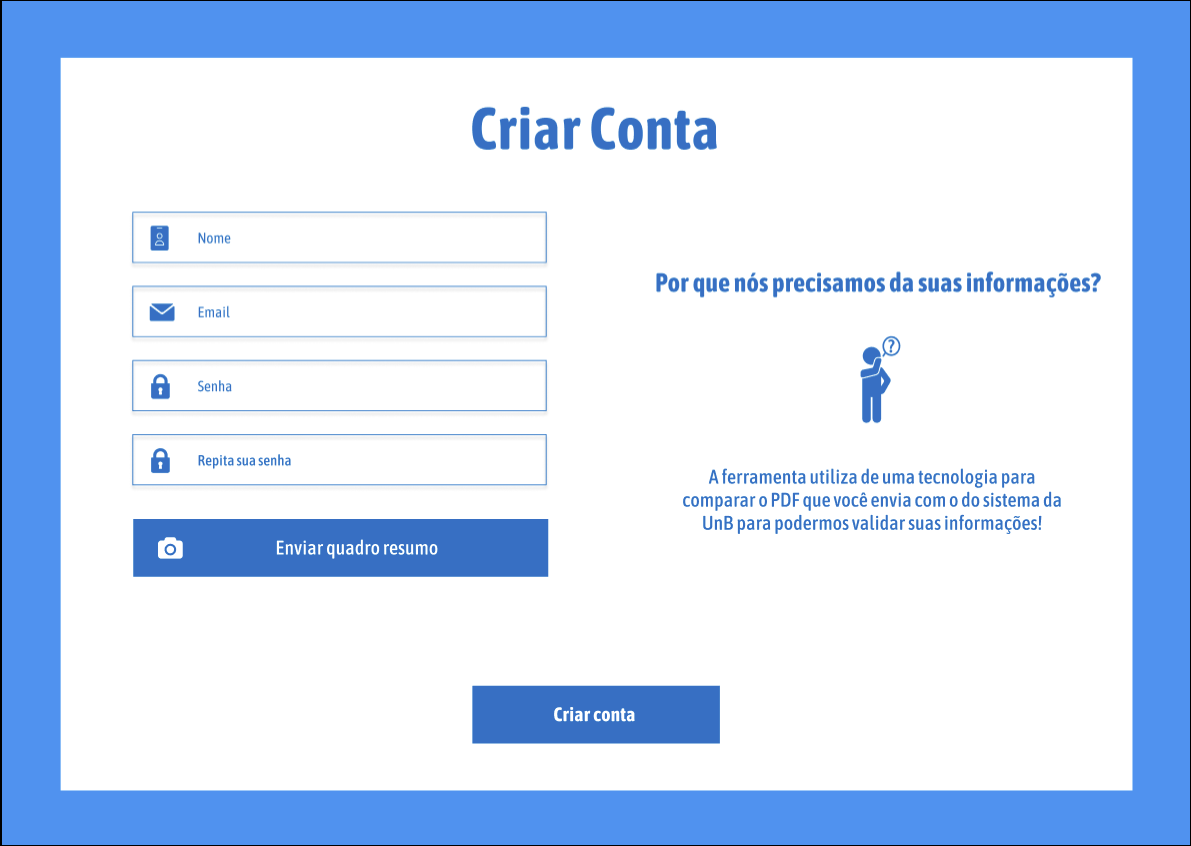 Criar Conta
Nome
Email
Senha
Repita sua senha
Enviar quadro resumo
Por que nós precisamos da suas informações?
?
A ferramenta utiliza de uma tecnologia para
comparar o PDF que você envia com o do sistema da
UnB para podermos validar suas informações!
Criar conta